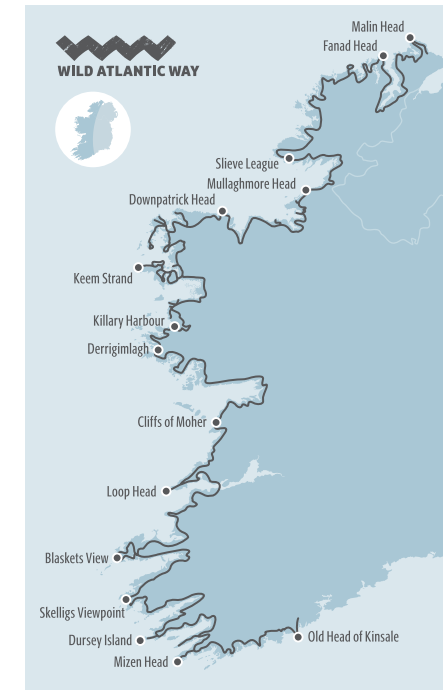 WILD ATLANTIC WAY
Malin Head
Fanad Head
Slieve League
Mullaghmore Head
Downpatrick Head
Keem Strand
Killary Harbour
Derrigimlagh
Cliffs of Moher
Loop Head
Blaskets View
Skelligs Viewpoint
Dursey Island
Mizen Head
Old Head of Kinsale